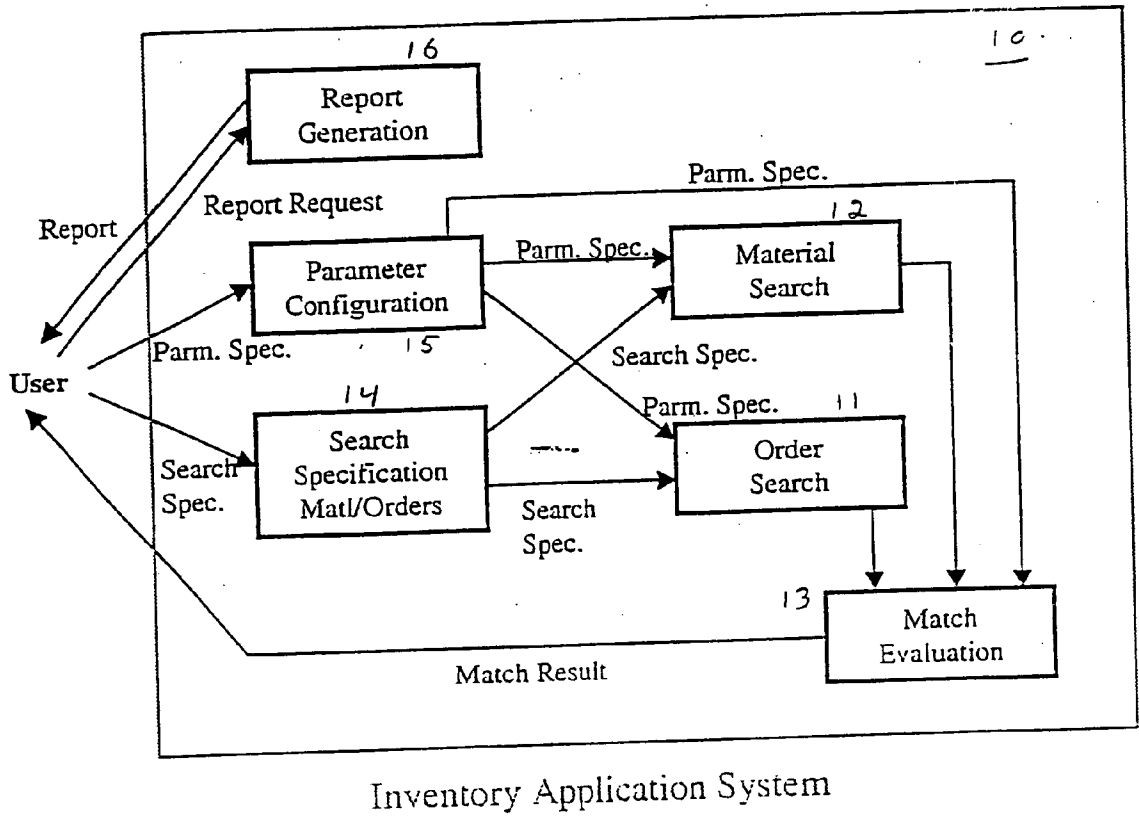 10.
16
Report
Generation
Report Request
Report
Parm. Spec.
12
Parameter
Configuration
Parm. Spec.
Material
Search
15
Parm. Spec.
Search Spec.
User
14
Parm. Spec.
11
Search
Specification
Matl/Orders
Order
Search
Search
Spec.
Search
Spec.
13
Match
Evaluation
Match Result
Inventory Application System